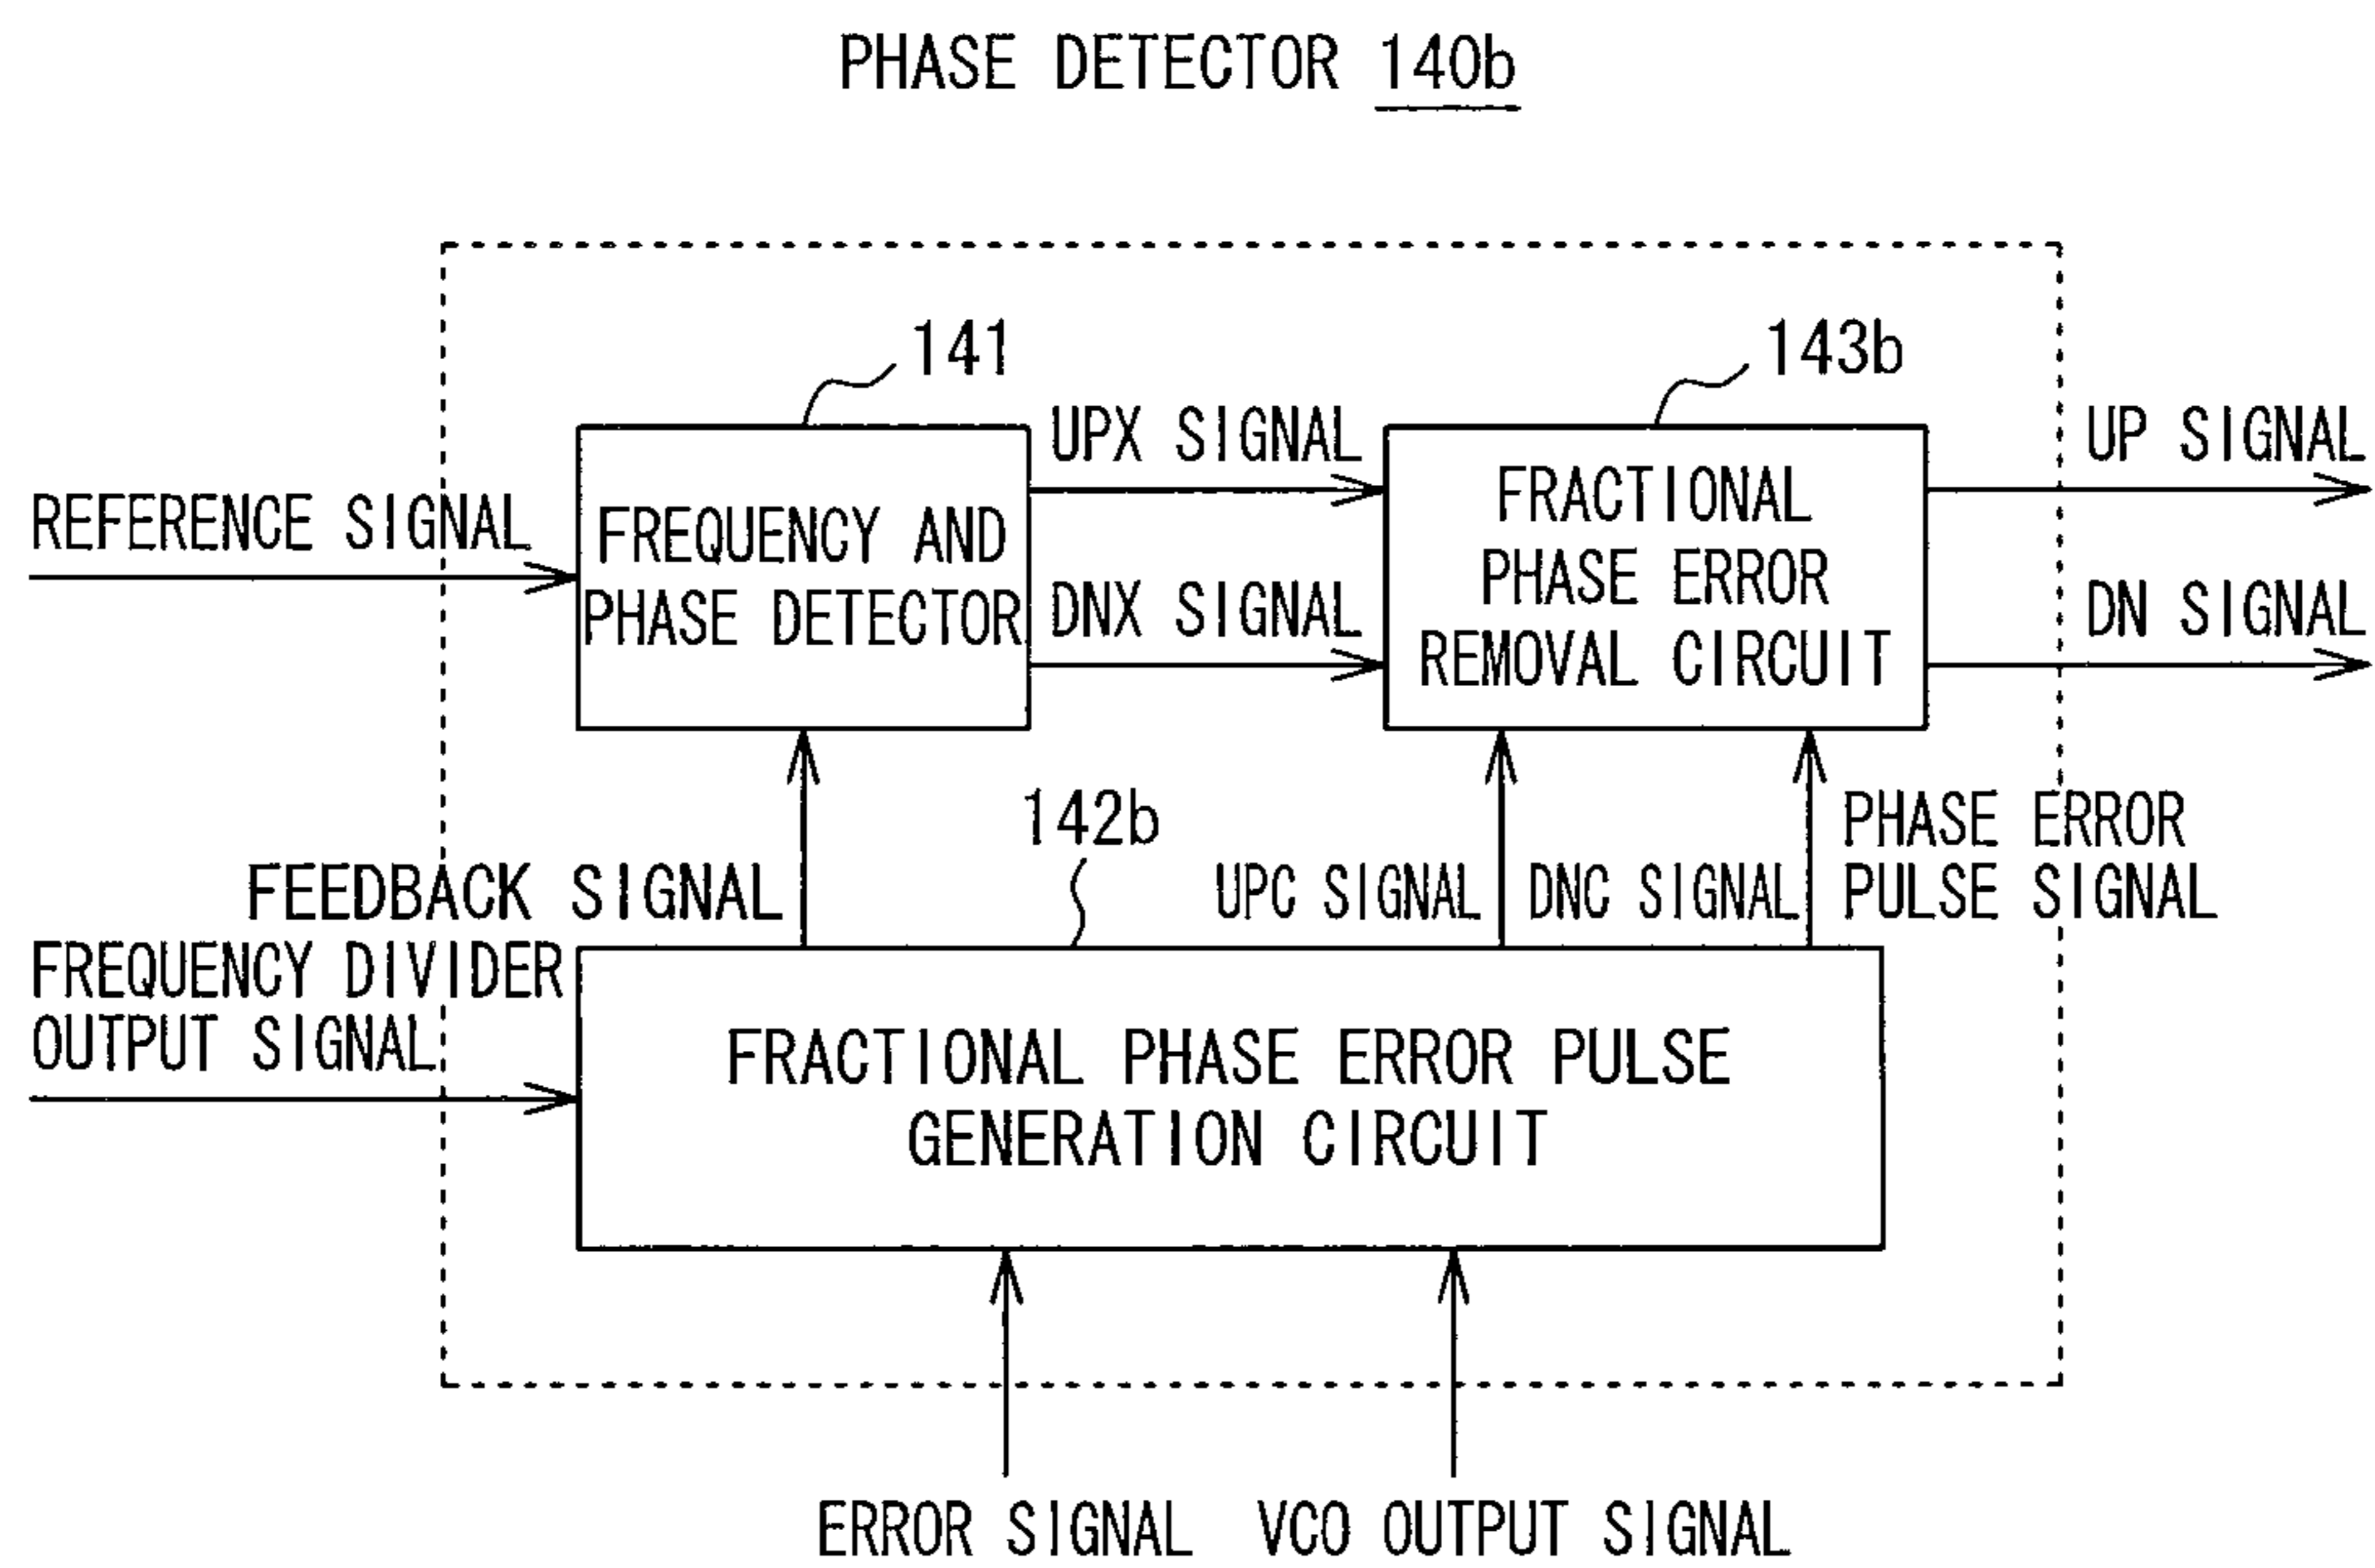 PHASE DETECTOR 140b
141
143b
UPX SIGNAL
UP SIGNAL
REFERENCE SIGNAL
FREQUENCY AND
PHASE DETECTOR
DNX SIGNAL
FRACTIONAL
PHASE ERROR
REMOVAL CIRCUIT
DN SIGNAL
142b
FEEDBACK SIGNAL
UPC SIGNAL
DNC SIGNAL
PHASE ERROR
PULSE SIGNAL
FREQUENCY DIVIDER
OUTPUT SIGNAL
FRACTIONAL PHASE ERROR PULSE
GENERATION CIRCUIT
ERROR SIGNAL
VCO OUTPUT SIGNAL